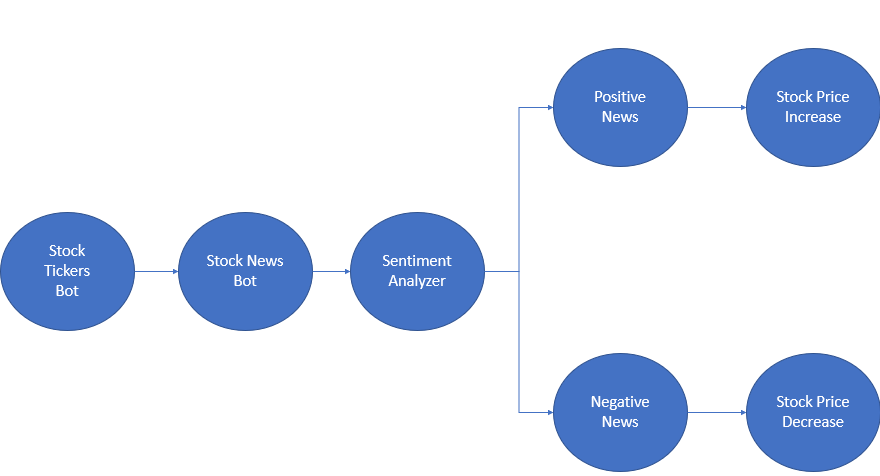 Stock
Tickers
Bot
Stock News
Bot
Sentiment
Analyzer
Positive
News
Stock Price
Increase
Negative
News
Stock Price
Decrease